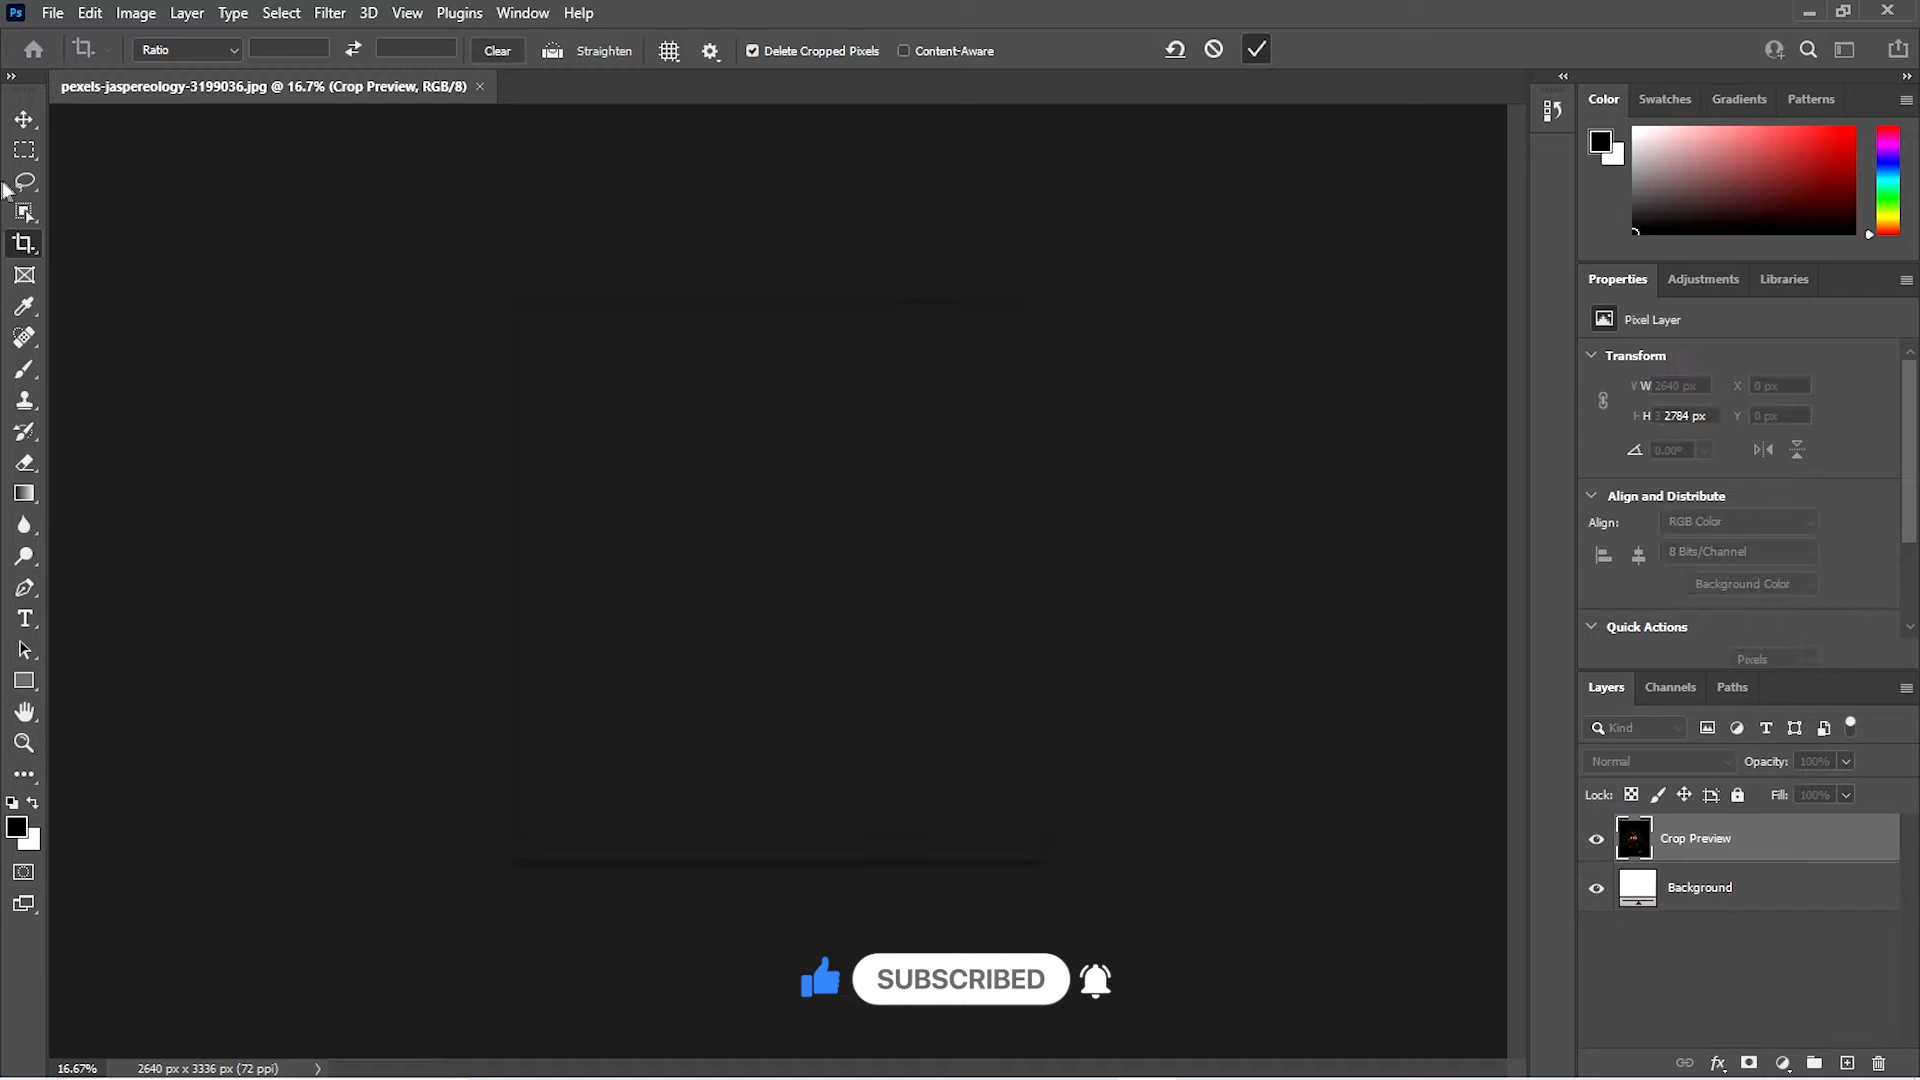 Ps File Edit Image Layer Type Select Filter 3D View Plugins Window Help
Ratio Clear Straighten Delete Cropped Pixels Content-Aware
pexels-jaspereology-3199036.jpg @ 16.7% (Crop Preview, RGB/8)
Color Swatches Gradients Patterns
Properties Adjustments Libraries
Pixel Layer
Transform
W 2640 px X 0 px
H 2784 px Y 0 px
0.00°
Align and Distribute
Align: RGB Color
8 Bits/Channel
Background Color
Quick Actions
Pixels
Layers Channels Paths
Kind
Normal Opacity: 100%
Lock: Fill: 100%
Crop Preview
Background
SUBSCRIBED
16.67% 2640 px x 3336 px (72 ppi)